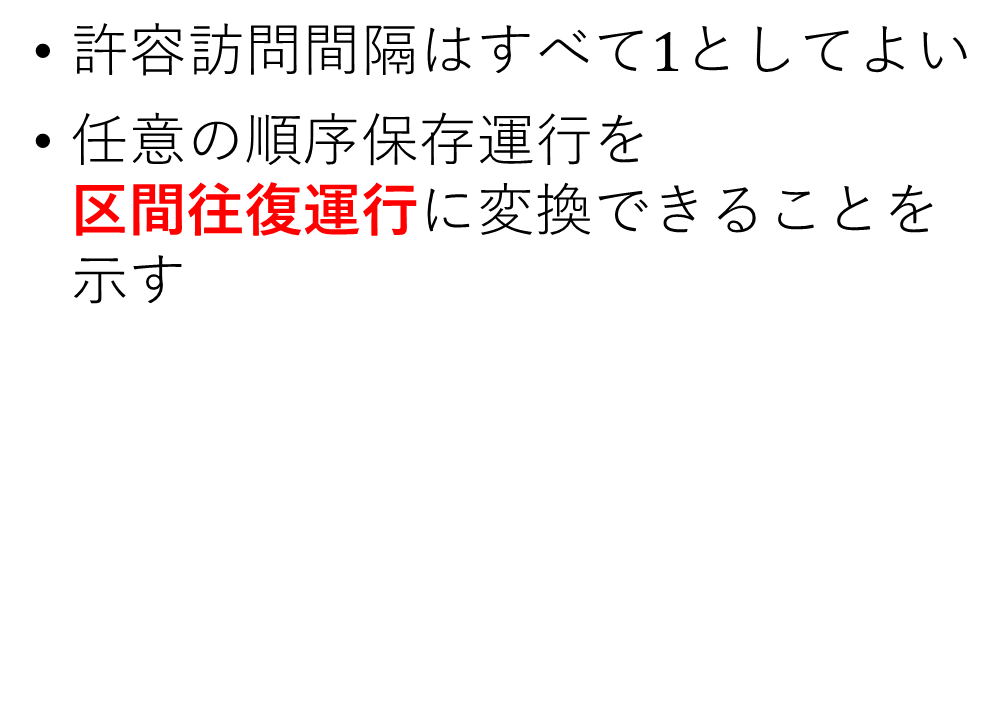 • 許容訪問間隔はすべて1としてよい
• 任意の順序保存運行を
区間往復運行に変換できることを
示す